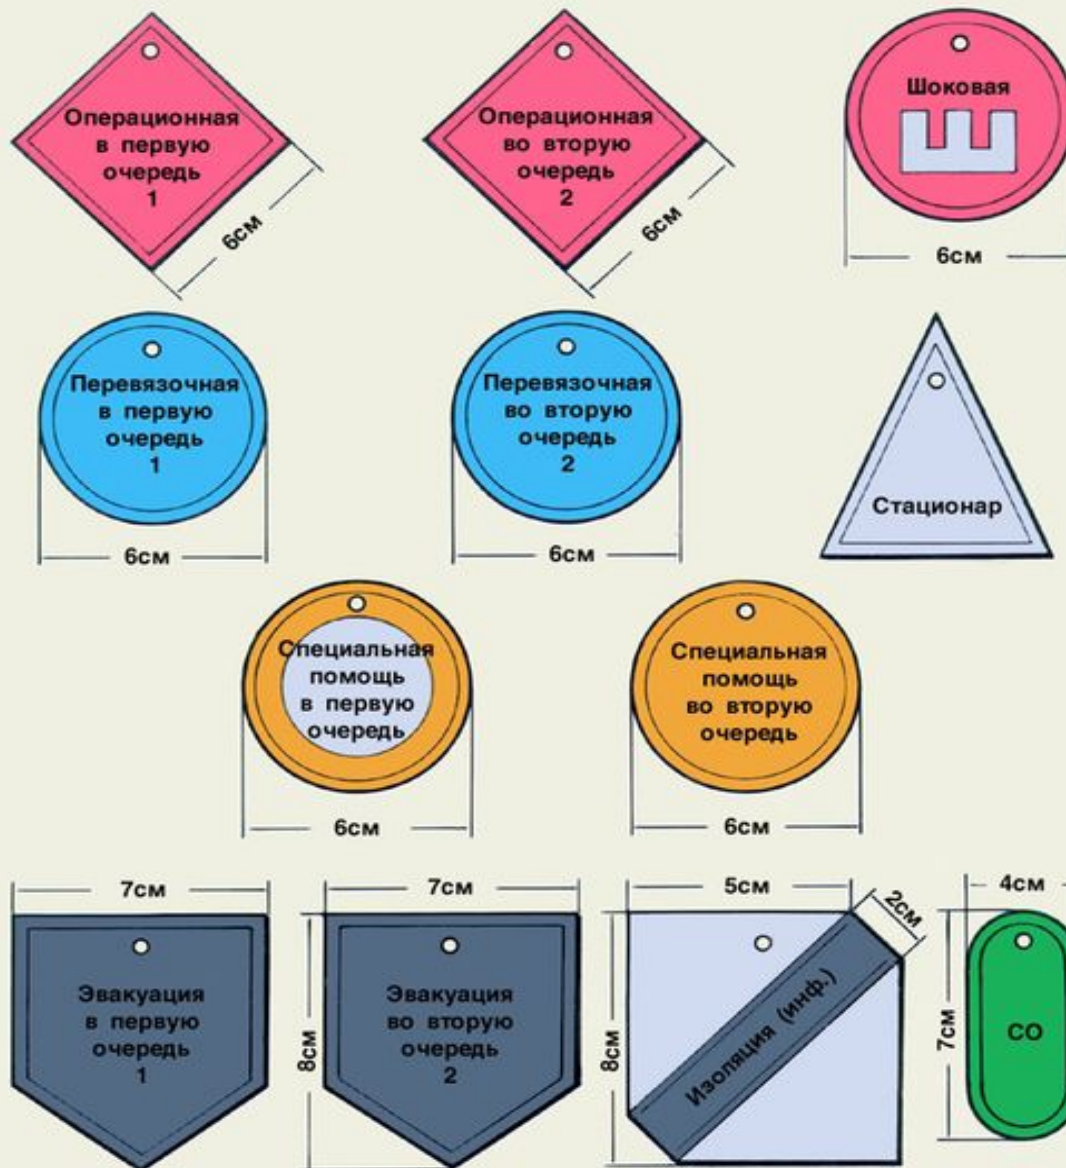 Операционная
в первую
очередь
1
6см
Операционная
во вторую
очередь
2
6см
Шоковая
6см
Перевязочная
в первую
очередь
1
6см
Перевязочная
во вторую
очередь
2
6см
Стационар
Специальная
помощь
в первую
очередь
6см
Специальная
помощь
во вторую
очередь
6см
7см
Эвакуация
в первую
очередь
1
7см
8см
Эвакуация
во вторую
очередь
2
5см
2см
8см
Изоляция (инф.)
4см
7см
СО